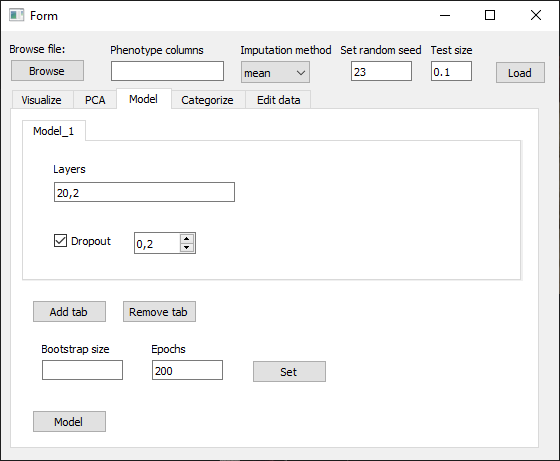 Form
Browse file: Phenotype columns Imputation method Set random seed Test size
Browse mean 23 0.1 Load
Visualize PCA Model Categorize Edit data
Model_1
Layers
20,2
Dropout 0,2
Add tab Remove tab
Bootstrap size Epochs
200 Set
Model